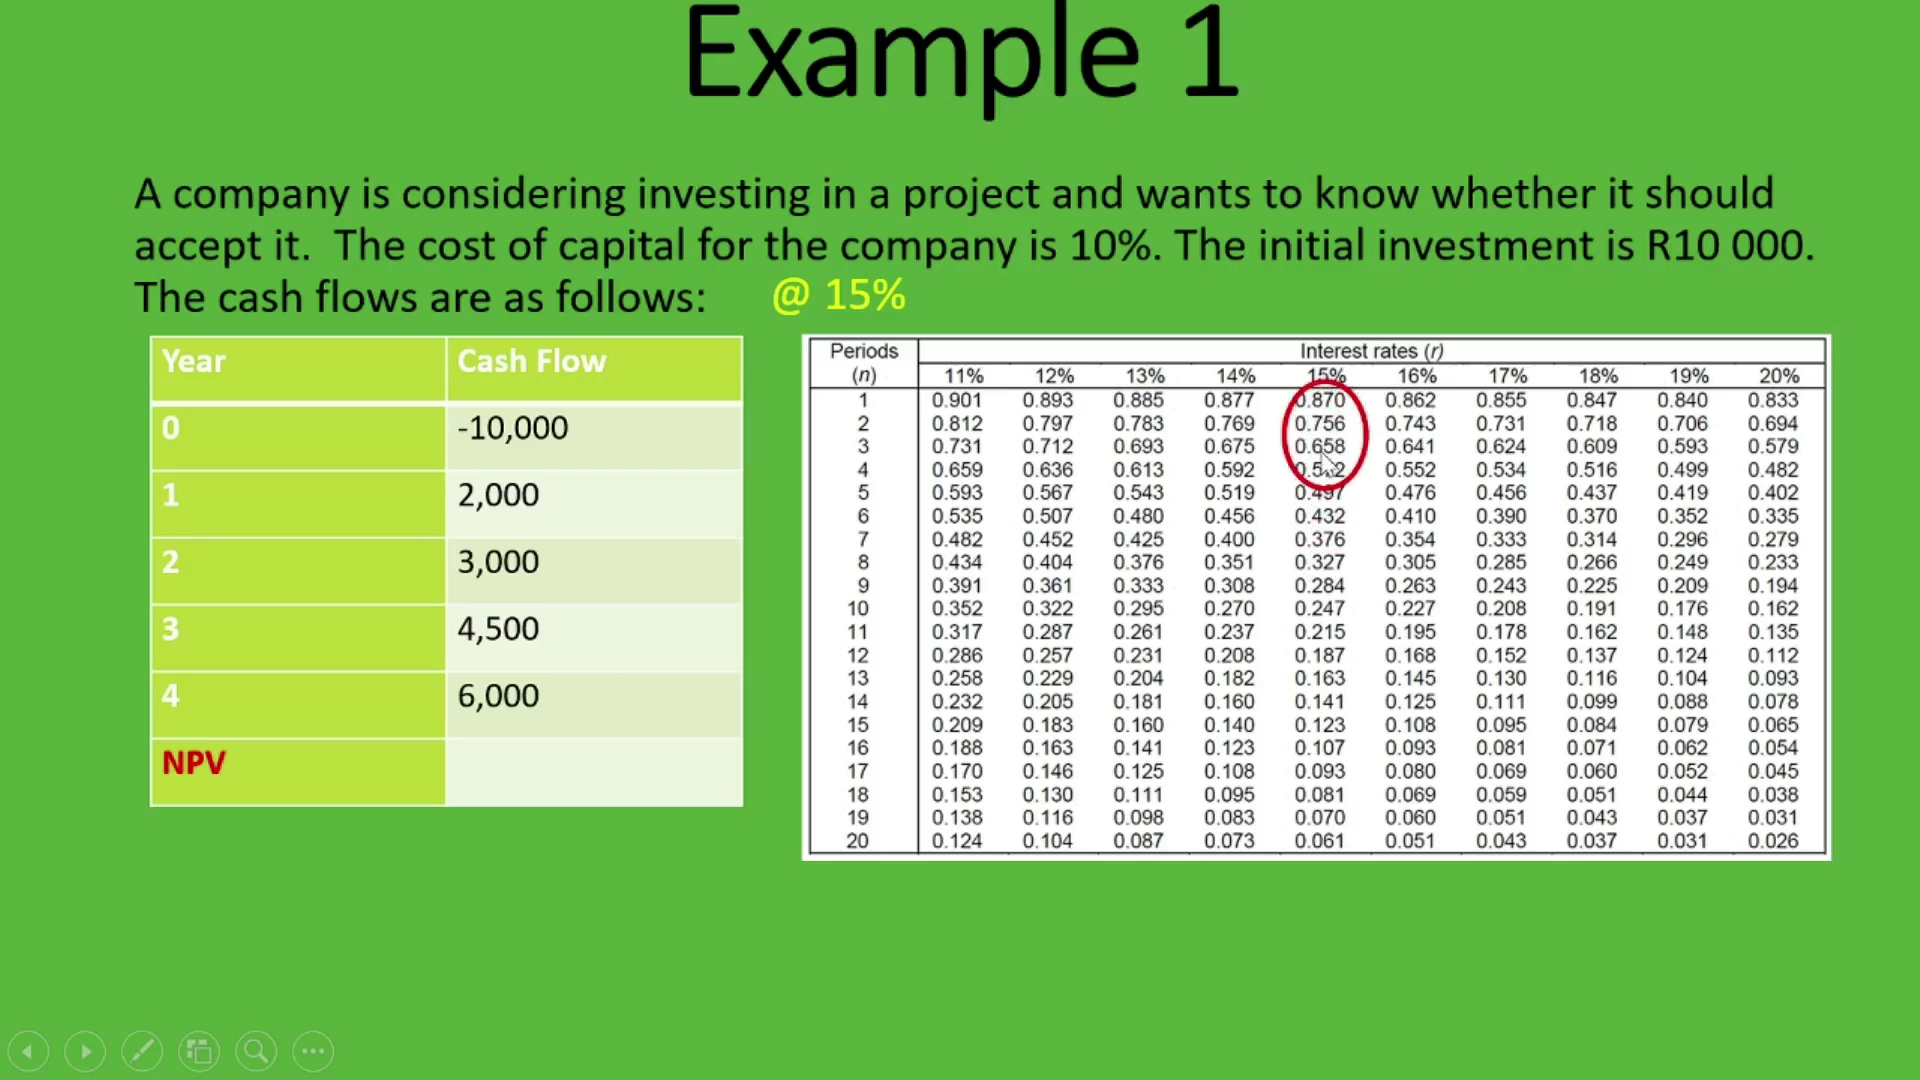 Example 1
A company is considering investing in a project and wants to know whether it should
accept it. The cost of capital for the company is 10%. The initial investment is R10 000.
The cash flows are as follows: @ 15%
Year Cash Flow
0 -10,000
1 2,000
2 3,000
3 4,500
4 6,000
NPV
Periods Interest rates (r)
(n) 11% 12% 13% 14% 15% 16% 17% 18% 19% 20%
1 0.901 0.893 0.885 0.877 0.870 0.862 0.855 0.847 0.840 0.833
2 0.812 0.797 0.783 0.769 0.756 0.743 0.731 0.718 0.706 0.694
3 0.731 0.712 0.693 0.675 0.658 0.641 0.624 0.609 0.593 0.579
4 0.659 0.636 0.613 0.592 0.552 0.534 0.516 0.499 0.482
5 0.593 0.567 0.543 0.519 0.497 0.476 0.456 0.437 0.419 0.402
6 0.535 0.507 0.480 0.456 0.432 0.410 0.390 0.370 0.352 0.335
7 0.482 0.452 0.425 0.400 0.376 0.354 0.333 0.314 0.296 0.279
8 0.434 0.404 0.376 0.351 0.327 0.305 0.285 0.266 0.249 0.233
9 0.391 0.361 0.333 0.308 0.284 0.263 0.243 0.225 0.209 0.194
10 0.352 0.322 0.295 0.270 0.247 0.227 0.208 0.191 0.176 0.162
11 0.317 0.287 0.261 0.237 0.215 0.195 0.178 0.162 0.148 0.135
12 0.286 0.257 0.231 0.208 0.187 0.168 0.152 0.137 0.124 0.112
13 0.258 0.229 0.204 0.182 0.163 0.145 0.130 0.116 0.104 0.093
14 0.232 0.205 0.181 0.160 0.141 0.125 0.111 0.099 0.088 0.078
15 0.209 0.183 0.160 0.140 0.123 0.108 0.095 0.084 0.079 0.065
16 0.188 0.163 0.141 0.123 0.107 0.093 0.081 0.071 0.062 0.054
17 0.170 0.146 0.125 0.108 0.093 0.080 0.069 0.060 0.052 0.045
18 0.153 0.130 0.111 0.095 0.081 0.069 0.059 0.051 0.044 0.038
19 0.138 0.116 0.098 0.083 0.070 0.060 0.051 0.043 0.037 0.031
20 0.124 0.104 0.087 0.073 0.061 0.051 0.043 0.037 0.031 0.026